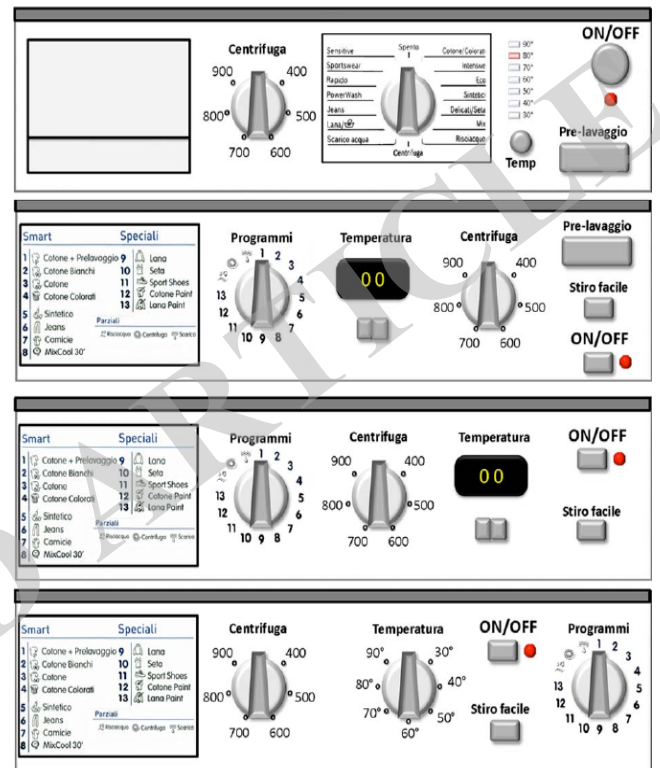 Centrifuga
900 400
800° 500
700 600
Sensitive Spento Cotone/Colorati
Sportswear Intensive
Rapido Eco
PowerWash Sintetici
Jeans Delicati/Seta
Lana/ Mix
Scarico acqua Risciacquo
Centrifuga
90°
80°
70°
60°
50°
40°
30°
Temp
ON/OFF
Pre-lavaggio
Smart Speciali
1 Cotone + Prelavaggio 9 Lana
2 Cotone Bianchi 10 Seta
3 Cotone 11 Sport Shoes
4 Cotone Colorati 12 Cotone Paint
13 Lana Paint
5 Sintetico
6 Jeans
7 Camicie
8 MixCool 30'
Parziali
Risciacquo Centrifuga Scarico
Programmi
1 2 3 4 5 6 7 8 9 10 11 12 13
Temperatura
00
Centrifuga
900 400
800 500
700 600
Pre-lavaggio
Stiro facile
ON/OFF
Smart Speciali
1 Cotone + Prelavaggio 9 Lana
2 Cotone Bianchi 10 Seta
3 Cotone 11 Sport Shoes
4 Cotone Colorati 12 Cotone Paint
13 Lana Paint
5 Sintetico
6 Jeans
7 Camicie
8 MixCool 30'
Parziali
Risciacquo Centrifuga Scarico
Programmi
1 2 3 4 5 6 7 8 9 10 11 12 13
Centrifuga
900 400
800 500
700 600
Temperatura
00
ON/OFF
Stiro facile
Smart Speciali
1 Cotone + Prelavaggio 9 Lana
2 Cotone Bianchi 10 Seta
3 Cotone 11 Sport Shoes
4 Cotone Colorati 12 Cotone Paint
13 Lana Paint
5 Sintetico
6 Jeans
7 Camicie
8 MixCool 30'
Parziali
Risciacquo Centrifuga Scarico
Centrifuga
900 400
800 500
700 600
Temperatura
90° 30°
80° 40°
70° 50°
60°
ON/OFF
Stiro facile
Programmi
1 2 3 4 5 6 7 8 9 10 11 12 13
D ARTICLE